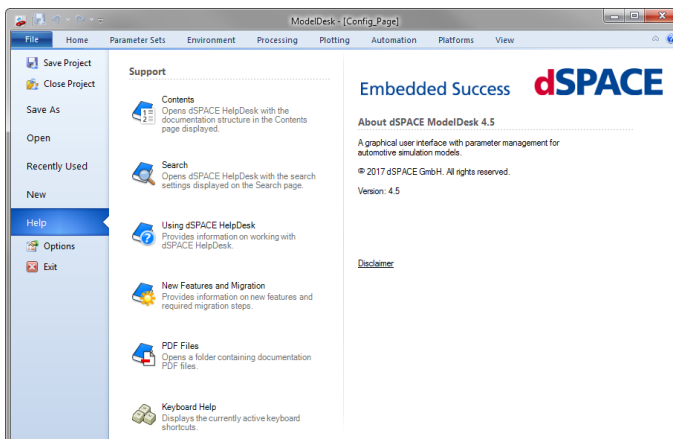 ModelDesk - [Config_Page]
File Home Parameter Sets Environment Processing Plotting Automation Platforms View
Save Project
Close Project
Save As
Open
Recently Used
New
Help
Options
Exit
Support
Contents
Opens dSPACE HelpDesk with the
documentation structure in the Contents
page displayed.
Search
Opens dSPACE HelpDesk with the search
settings displayed on the Search page.
Using dSPACE HelpDesk
Provides information on working with
dSPACE HelpDesk.
New Features and Migration
Provides information on new features and
required migration steps.
PDF Files
Opens a folder containing documentation
PDF files.
Keyboard Help
Displays the currently active keyboard
shortcuts.
Embedded Success dSPACE
About dSPACE ModelDesk 4.5
A graphical user interface with parameter management for
automotive simulation models.
© 2017 dSPACE GmbH. All rights reserved.
Version: 4.5
Disclaimer